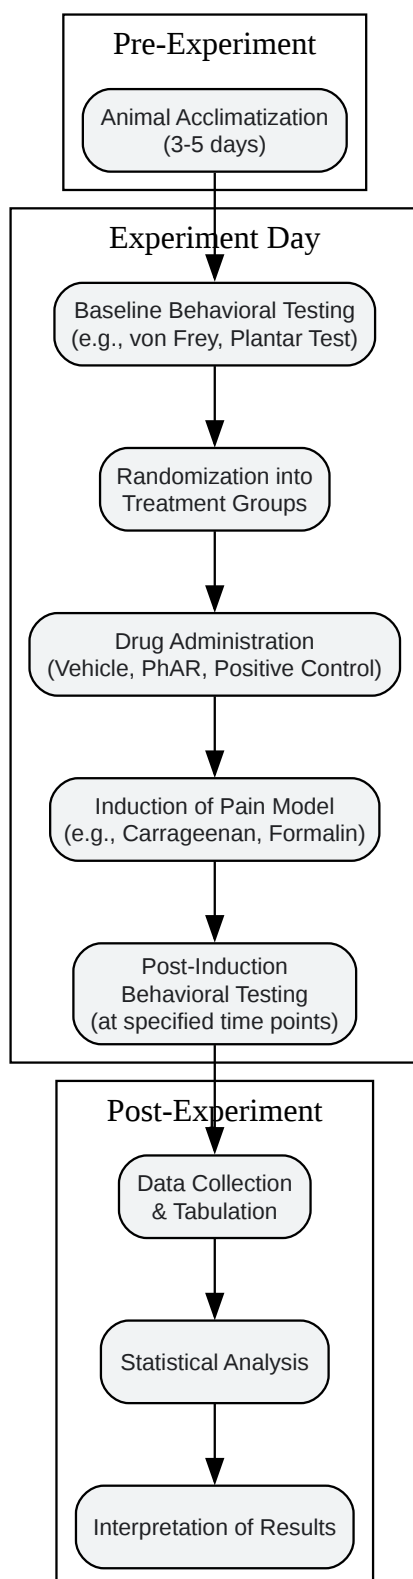 Pre-Experiment
Animal Acclimatization
(3-5 days)
Experiment Day
Baseline Behavioral Testing
(e.g., von Frey, Plantar Test)
Randomization into
Treatment Groups
Drug Administration
(Vehicle, PhAR, Positive Control)
Induction of Pain Model
(e.g., Carrageenan, Formalin)
Post-Induction
Behavioral Testing
(at specified time points)
Post-Experiment
Data Collection
& Tabulation
Statistical Analysis
Interpretation of Results